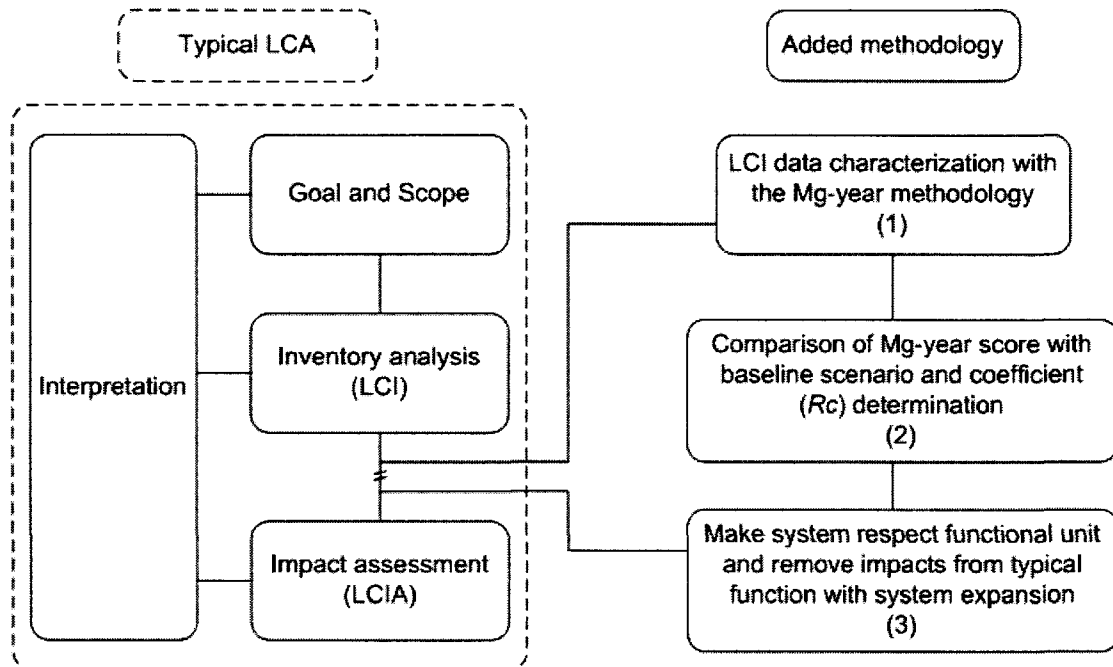 Typical LCA
Added methodology
Interpretation
Goal and Scope
Inventory analysis
(LCI)
Impact assessment
(LCIA)
LCI data characterization with
the Mg-year methodology
(1)
Comparison of Mg-year score with
baseline scenario and coefficient
(Rc) determination
(2)
Make system respect functional unit
and remove impacts from typical
function with system expansion
(3)